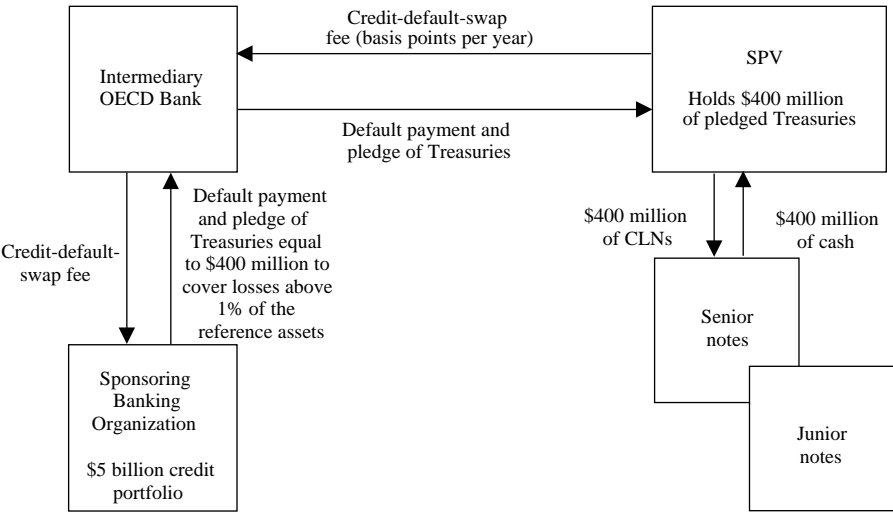 Credit-default-swap
fee (basis points per year)
Intermediary
OECD Bank
SPV
Holds $400 million
of pledged Treasuries
Default payment and
pledge of Treasuries
Credit-default-
swap fee
Default payment
and pledge of
Treasuries equal
to $400 million to
cover losses above
1% of the
reference assets
$400 million
of CLNs
$400 million
of cash
Senior
notes
Sponsoring
Banking
Organization
$5 billion credit
portfolio
Junior
notes